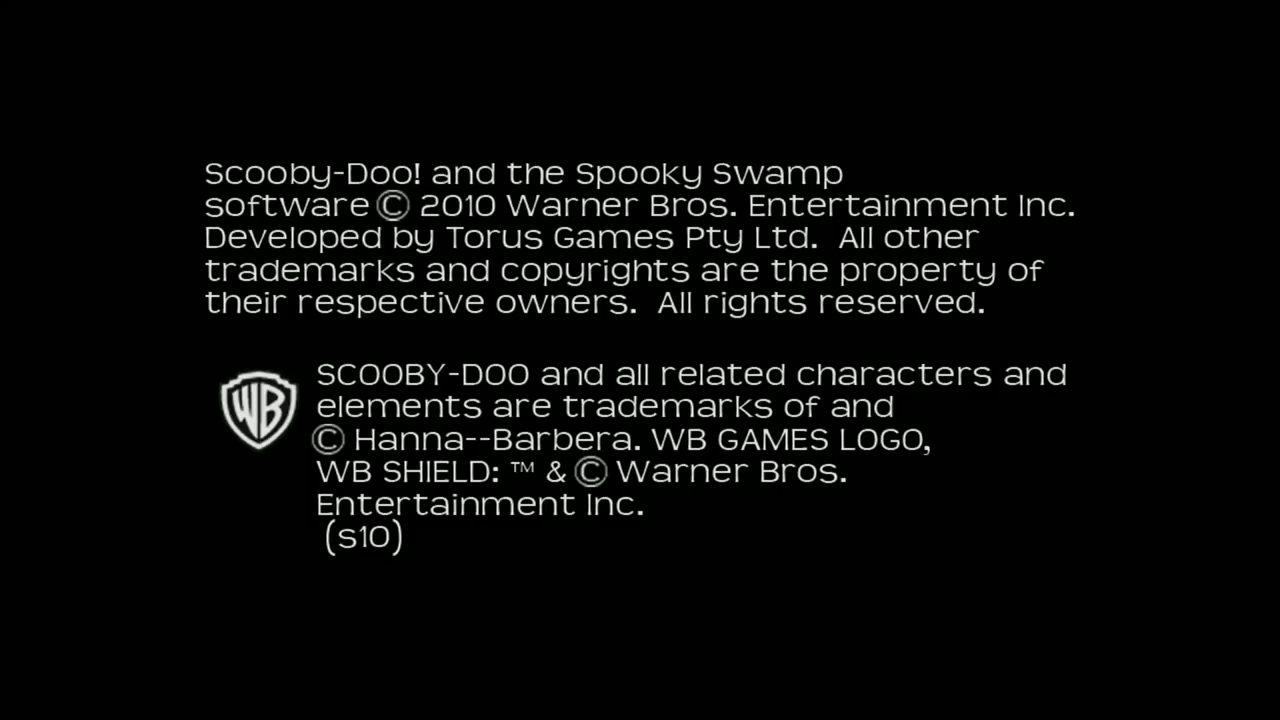 Scooby-Doo! and the Spooky Swamp
software © 2010 Warner Bros. Entertainment Inc.
Developed by Torus Games Pty Ltd.  All other
trademarks and copyrights are the property of
their respective owners.  All rights reserved.
WB
SCOOBY-DOO and all related characters and
elements are trademarks of and
© Hanna--Barbera. WB GAMES LOGO,
WB SHIELD: ™ & © Warner Bros.
Entertainment Inc.
(s10)